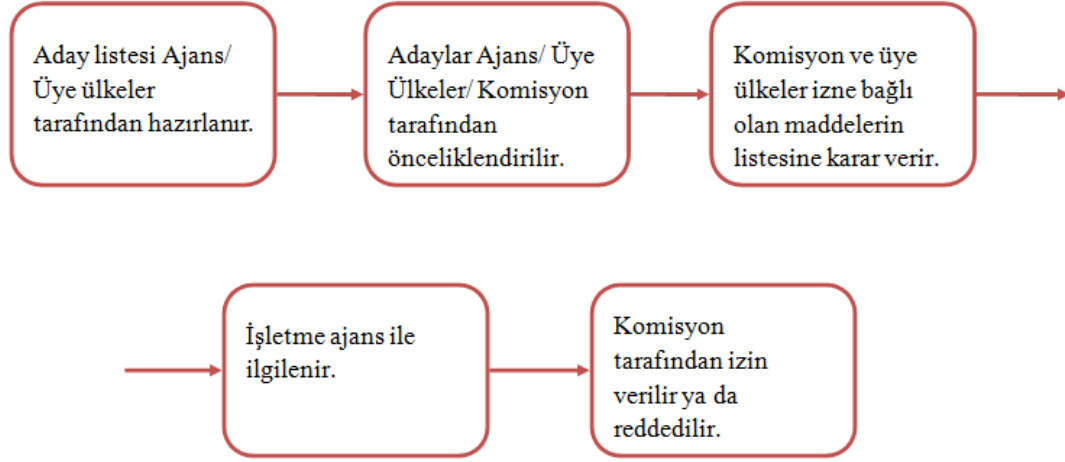 Aday listesi Ajans/
Üye ülkeler
tarafından hazırlanır.
Adaylar Ajans/ Üye
Ülkeler/ Komisyon
tarafından
önceliklendirilir.
Komisyon ve üye
ülkeler izne bağlı
olan maddelerin
listesine karar verir.
İşletme ajans ile
ilgilenir.
Komisyon
tarafından izin
verilir ya da
reddedilir.